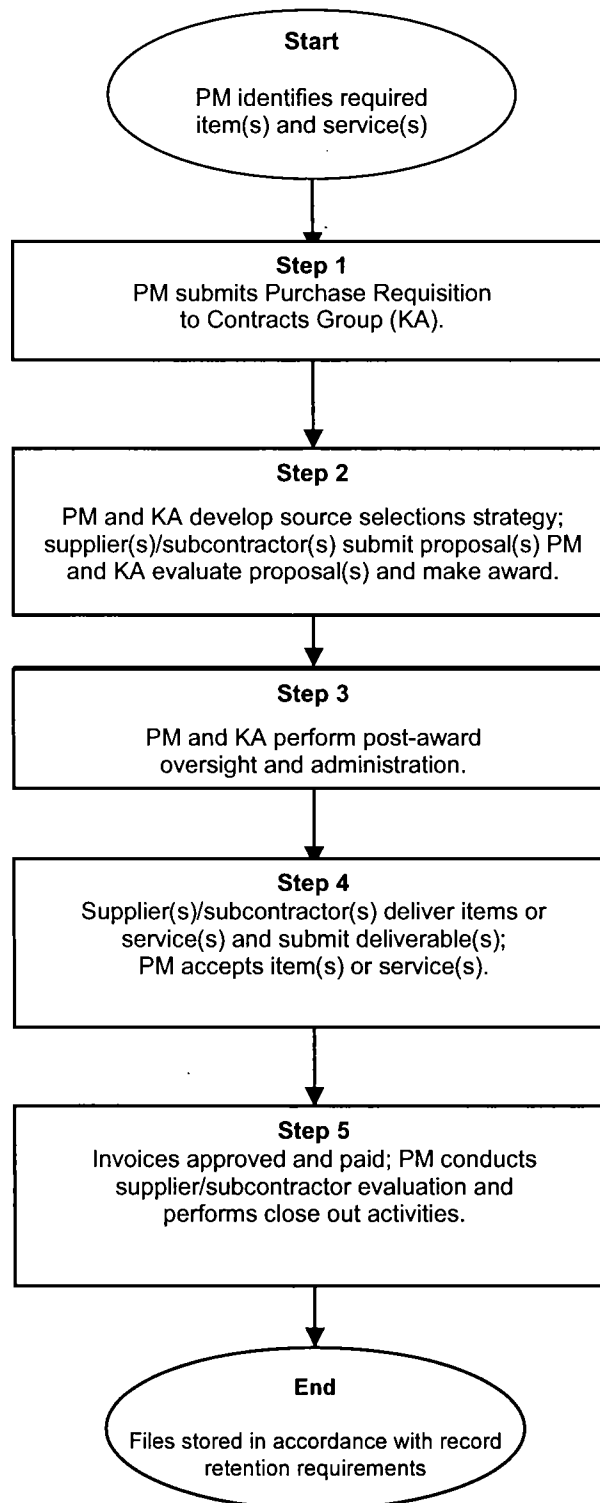 Start
PM identifies required
item(s) and service(s)
Step 1
PM submits Purchase Requisition
to Contracts Group (KA).
Step 2
PM and KA develop source selections strategy;
supplier(s)/subcontractor(s) submit proposal(s) PM
and KA evaluate proposal(s) and make award.
Step 3
PM and KA perform post-award
oversight and administration.
Step 4
Supplier(s)/subcontractor(s) deliver items or
service(s) and submit deliverable(s);
PM accepts item(s) or service(s).
Step 5
Invoices approved and paid; PM conducts
supplier/subcontractor evaluation and
performs close out activities.
End
Files stored in accordance with record
retention requirements